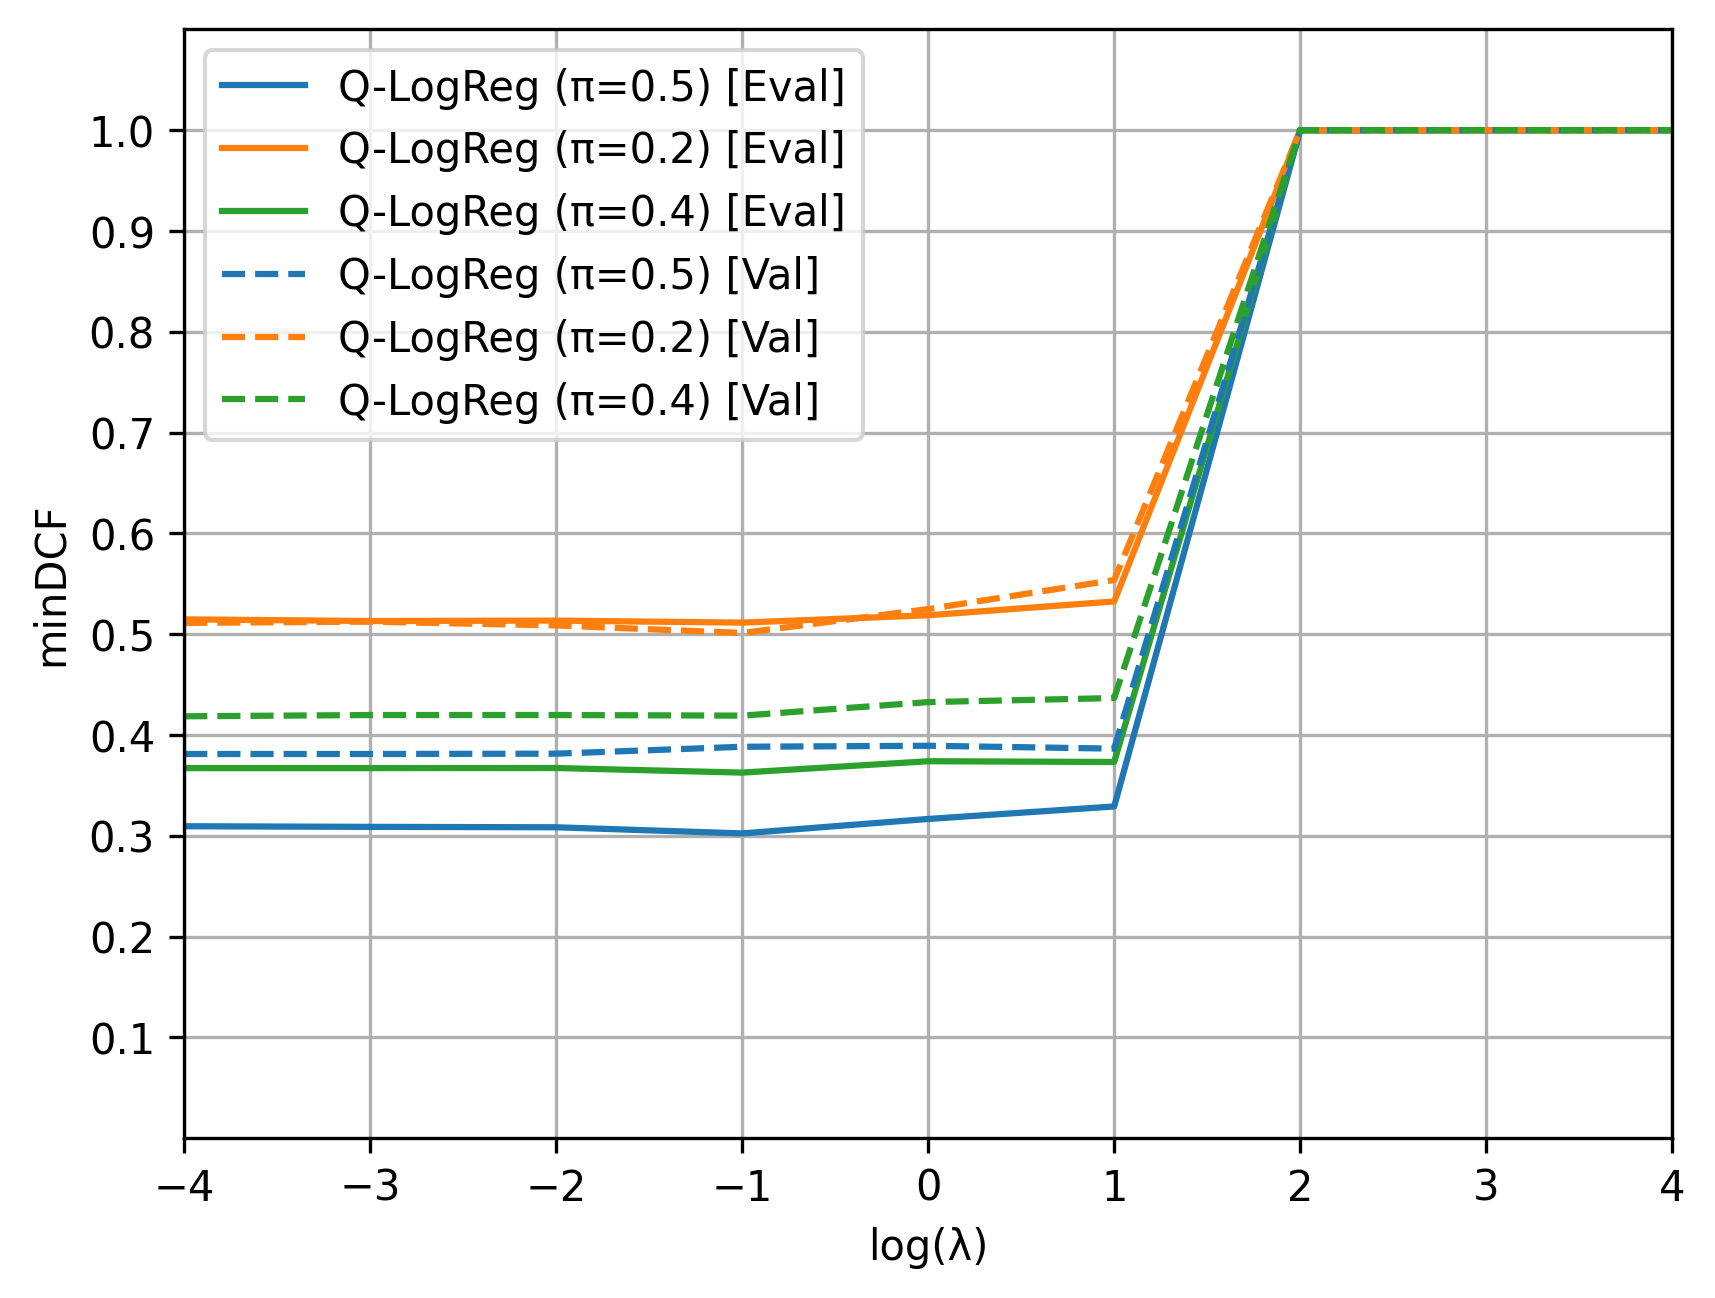 Q-LogReg (π=0.5) [Eval]
Q-LogReg (π=0.2) [Eval]
Q-LogReg (π=0.4) [Eval]
Q-LogReg (π=0.5) [Val]
Q-LogReg (π=0.2) [Val]
Q-LogReg (π=0.4) [Val]
1.0
0.9
0.8
0.7
0.6
0.5
0.4
0.3
0.2
0.1
minDCF
−4 −3 −2 −1 0 1 2 3 4
log(λ)